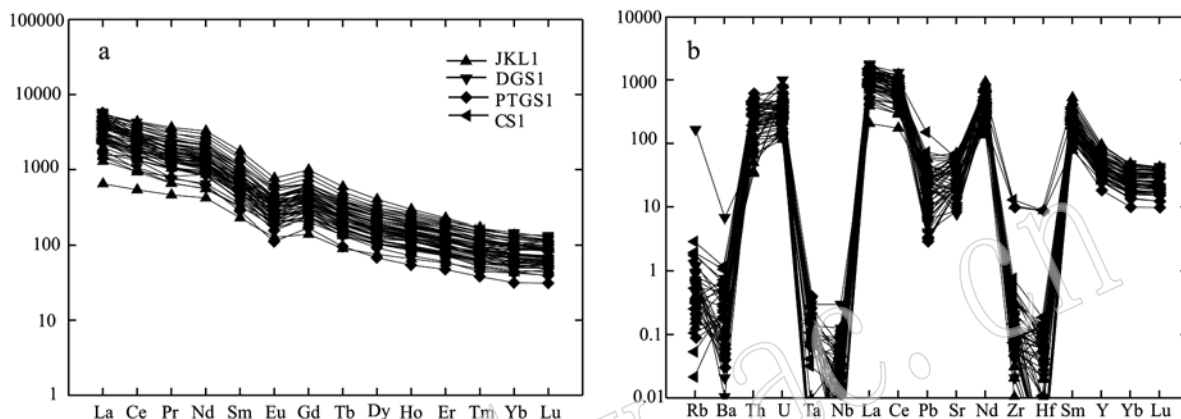 a
100000
10000
1000
100
10
1
JKL1
DGS1
PTGS1
CS1
La Ce Pr Nd Sm Eu Gd Tb Dy Ho Er Tm Yb Lu
b
10000
1000
100
10
1
0.1
0.01
Rb Ba Th U Ta Nb La Ce Pb Sr Nd Zr Hf Sm Y Yb Lu
ac. cn